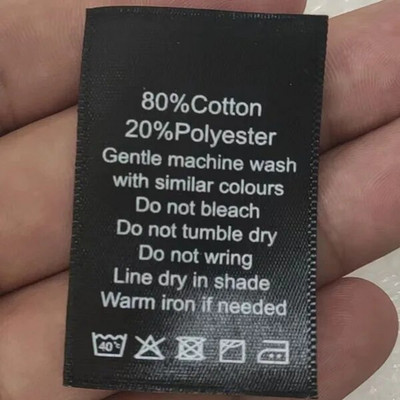 80%Cotton
20%Polyester
Gentle machine wash
with similar colours
Do not bleach
Do not tumble dry
Do not wring
Line dry in shade
Warm iron if needed
40°C